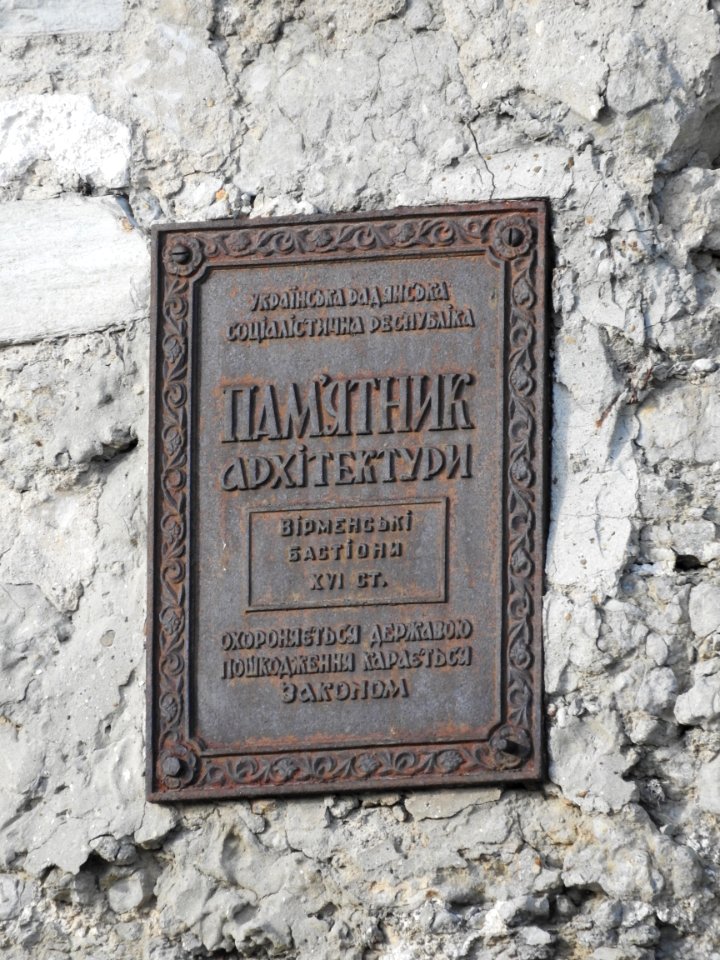 УКРАЇНСЬКА РАДЯНСЬКА
СОЦІАЛІСТИЧНА РЕСПУБЛІКА
ПАМ'ЯТНИК
АРХІТЕКТУРИ
ВІРМЕНСЬКІ
БАСТІОНИ
XVI СТ.
ОХОРОНЯЄТЬСЯ ДЕРЖАВОЮ
ПОШКОДЖЕННЯ КАРАЄТЬСЯ
ЗАКОНОМ